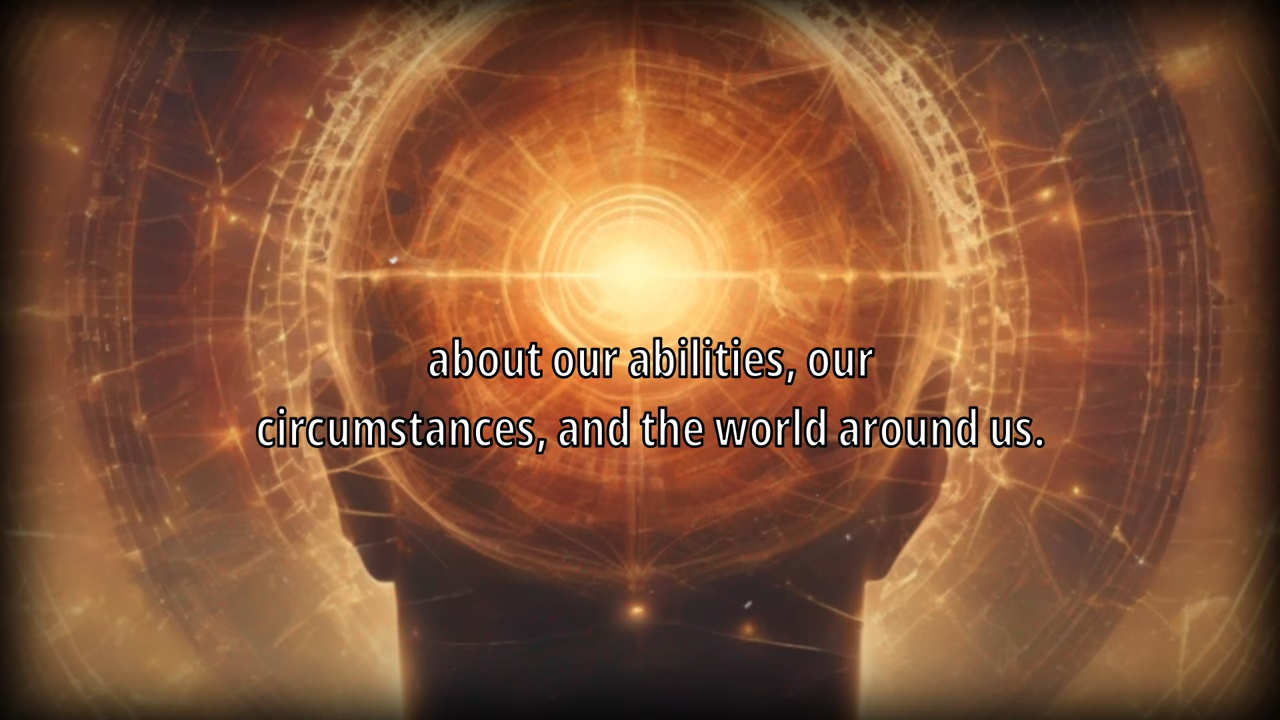 about our abilities, our
circumstances, and the world around us.